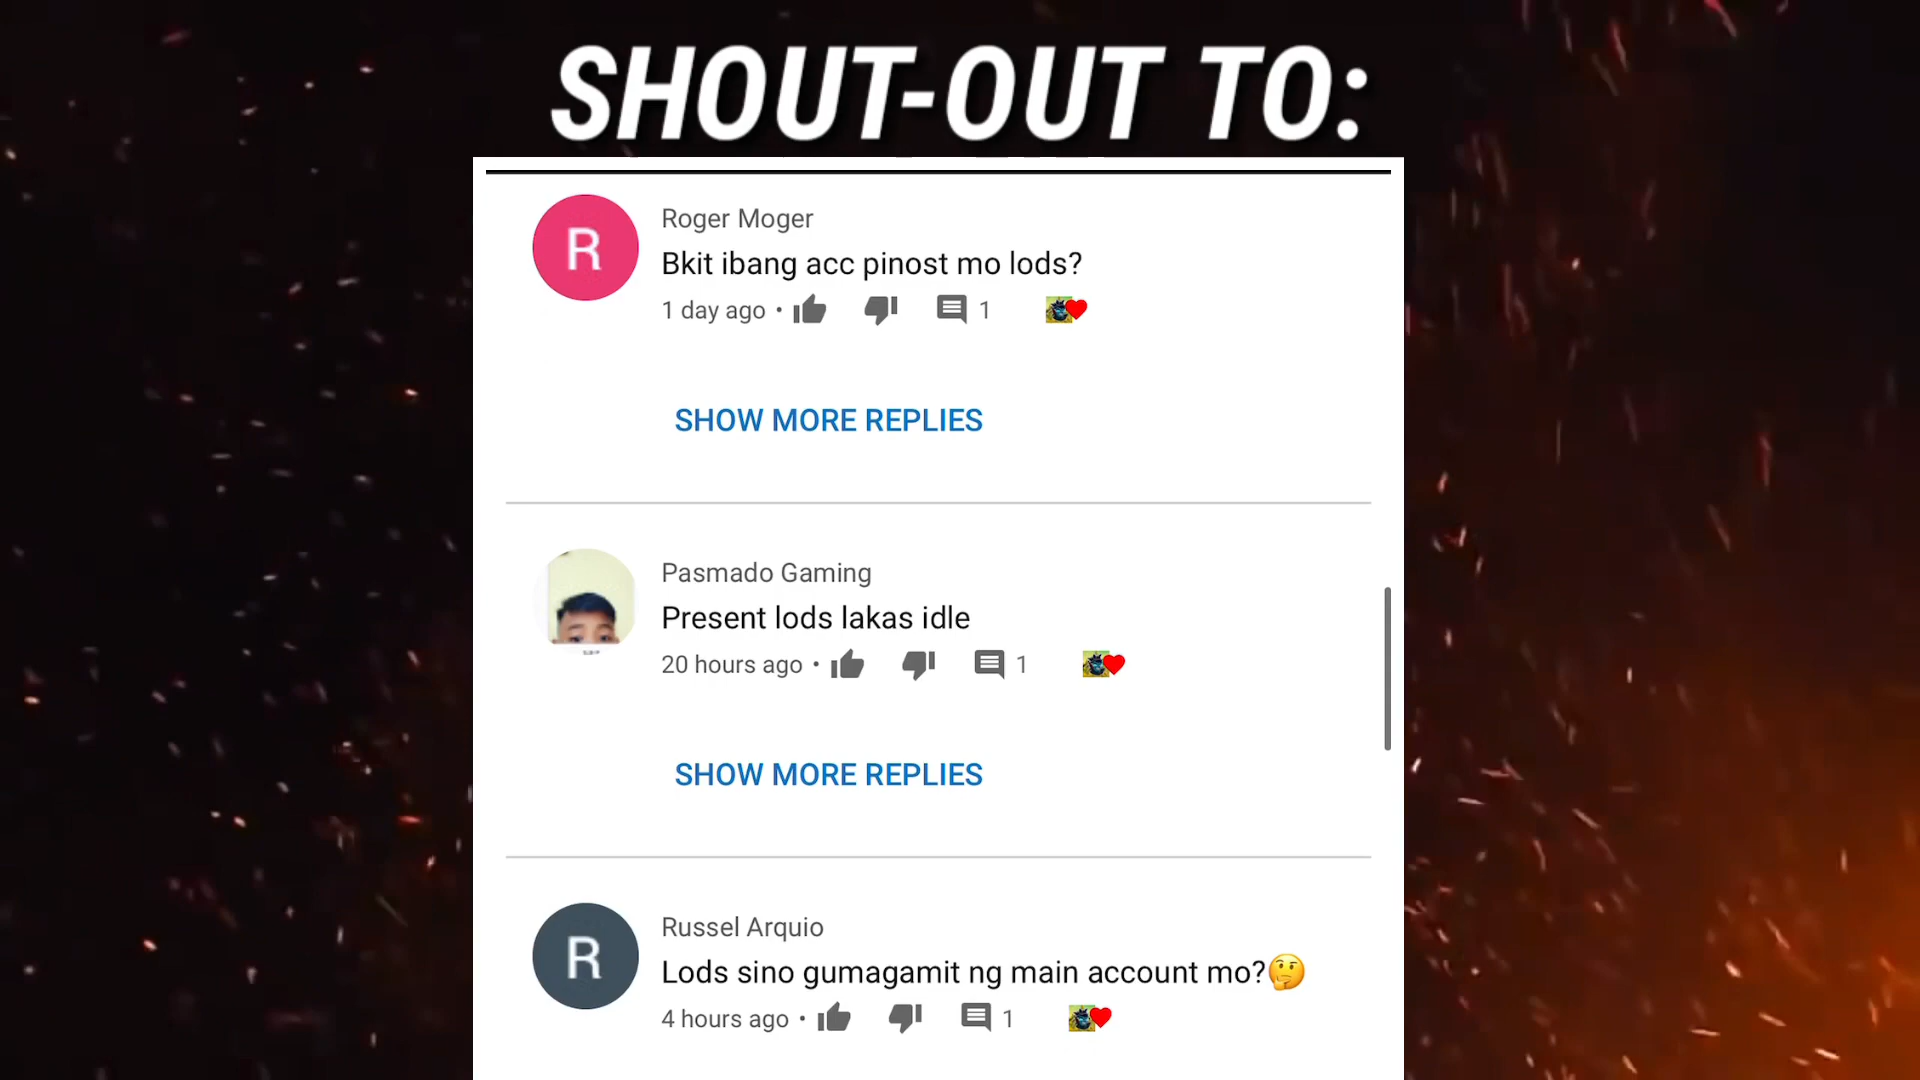 SHOUT-OUT TO:
R
Roger Moger
Bkit ibang acc pinost mo lods?
1 day ago • 1
SHOW MORE REPLIES
Pasmado Gaming
Present lods lakas idle
20 hours ago • 1
SHOW MORE REPLIES
R
Russel Arquio
Lods sino gumagamit ng main account mo?🤔
4 hours ago • 1